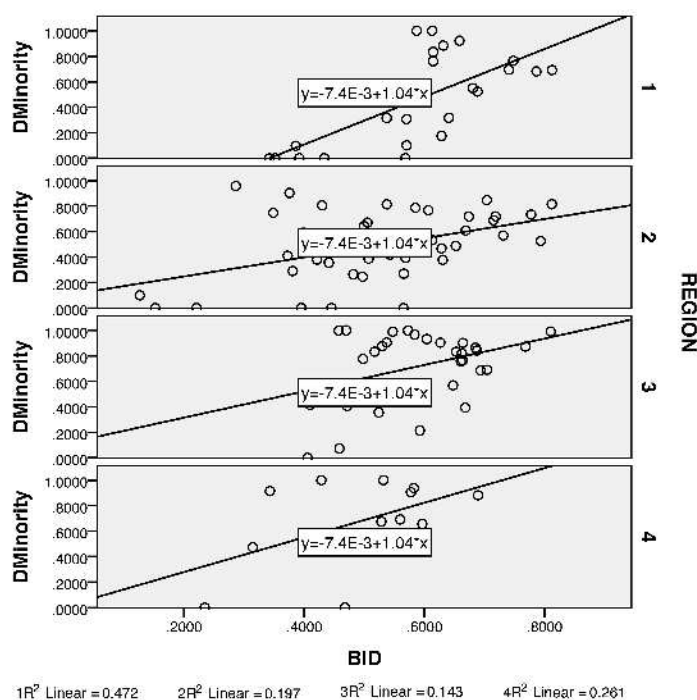 1.0000
.8000
.6000
.4000
.2000
.0000
DMinority
y=-7.4E-3+1.04*x
1
1.0000
.8000
.6000
.4000
.2000
.0000
DMinority
y=-7.4E-3+1.04*x
2
1.0000
.8000
.6000
.4000
.2000
.0000
DMinority
y=-7.4E-3+1.04*x
3
1.0000
.8000
.6000
.4000
.2000
.0000
DMinority
y=-7.4E-3+1.04*x
4
REGION
.2000 .4000 .6000 .8000
BID
1R² Linear = 0.472 2R² Linear = 0.197 3R² Linear = 0.143 4R² Linear = 0.261